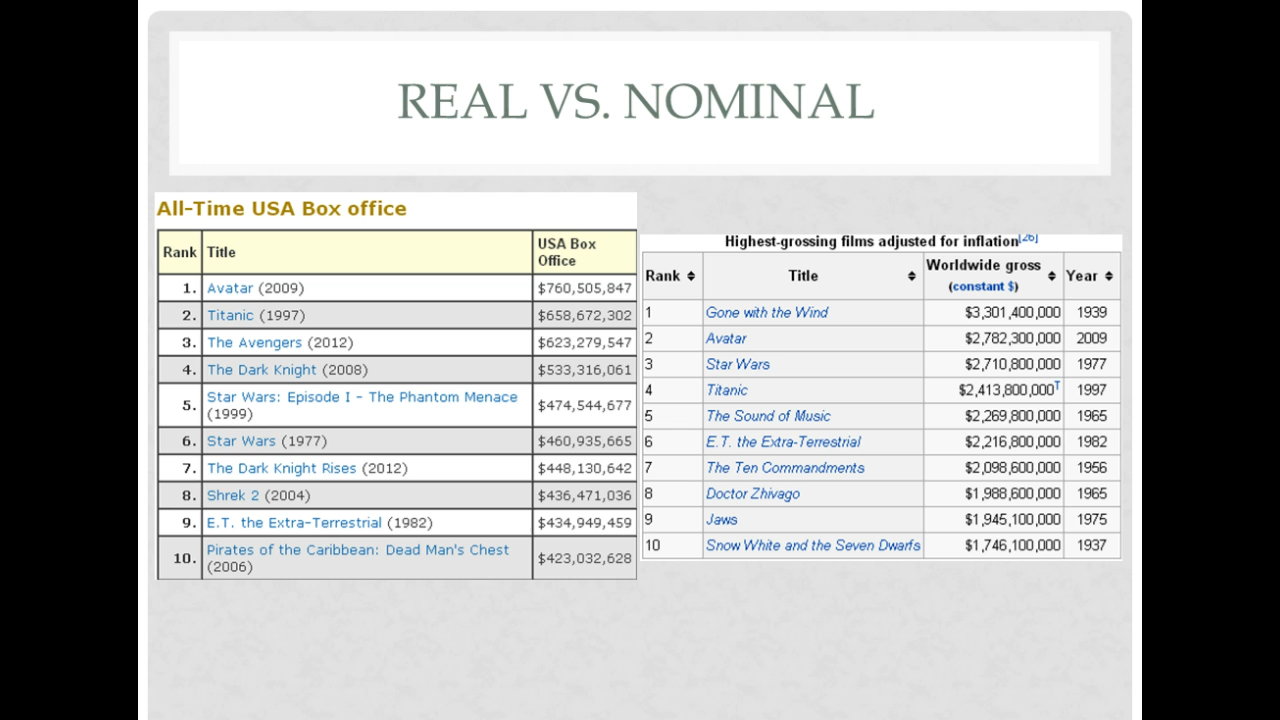 REAL VS. NOMINAL
All-Time USA Box office
Rank Title USA Box Office
1. Avatar (2009) $760,505,847
2. Titanic (1997) $658,672,302
3. The Avengers (2012) $623,279,547
4. The Dark Knight (2008) $533,316,061
5. Star Wars: Episode I - The Phantom Menace (1999) $474,544,677
6. Star Wars (1977) $460,935,665
7. The Dark Knight Rises (2012) $448,130,642
8. Shrek 2 (2004) $436,471,036
9. E.T. the Extra-Terrestrial (1982) $434,949,459
10. Pirates of the Caribbean: Dead Man's Chest (2006) $423,032,628
Highest-grossing films adjusted for inflation[26]
Rank Title Worldwide gross (constant $) Year
1 Gone with the Wind $3,301,400,000 1939
2 Avatar $2,782,300,000 2009
3 Star Wars $2,710,800,000 1977
4 Titanic $2,413,800,000T 1997
5 The Sound of Music $2,269,800,000 1965
6 E.T. the Extra-Terrestrial $2,216,800,000 1982
7 The Ten Commandments $2,098,600,000 1956
8 Doctor Zhivago $1,988,600,000 1965
9 Jaws $1,945,100,000 1975
10 Snow White and the Seven Dwarfs $1,746,100,000 1937